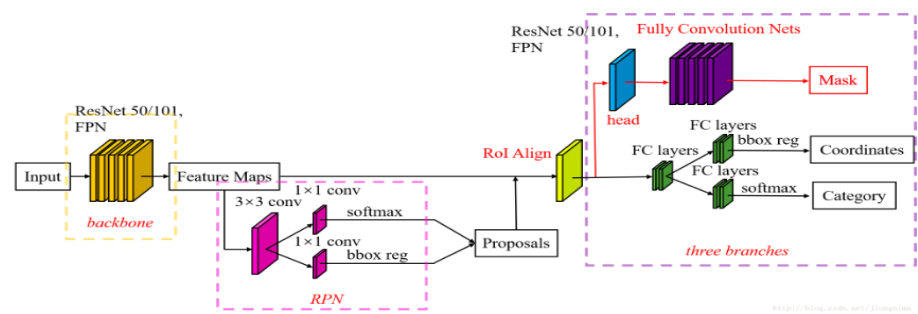 ResNet 50/101,
FPN
Input
backbone
Feature Maps
3×3 conv
1×1 conv
softmax
1×1 conv
bbox reg
RPN
Proposals
RoI Align
ResNet 50/101,
FPN
Fully Convolution Nets
head
Mask
FC layers
FC layers
bbox reg
Coordinates
FC layers
softmax
Category
three branches